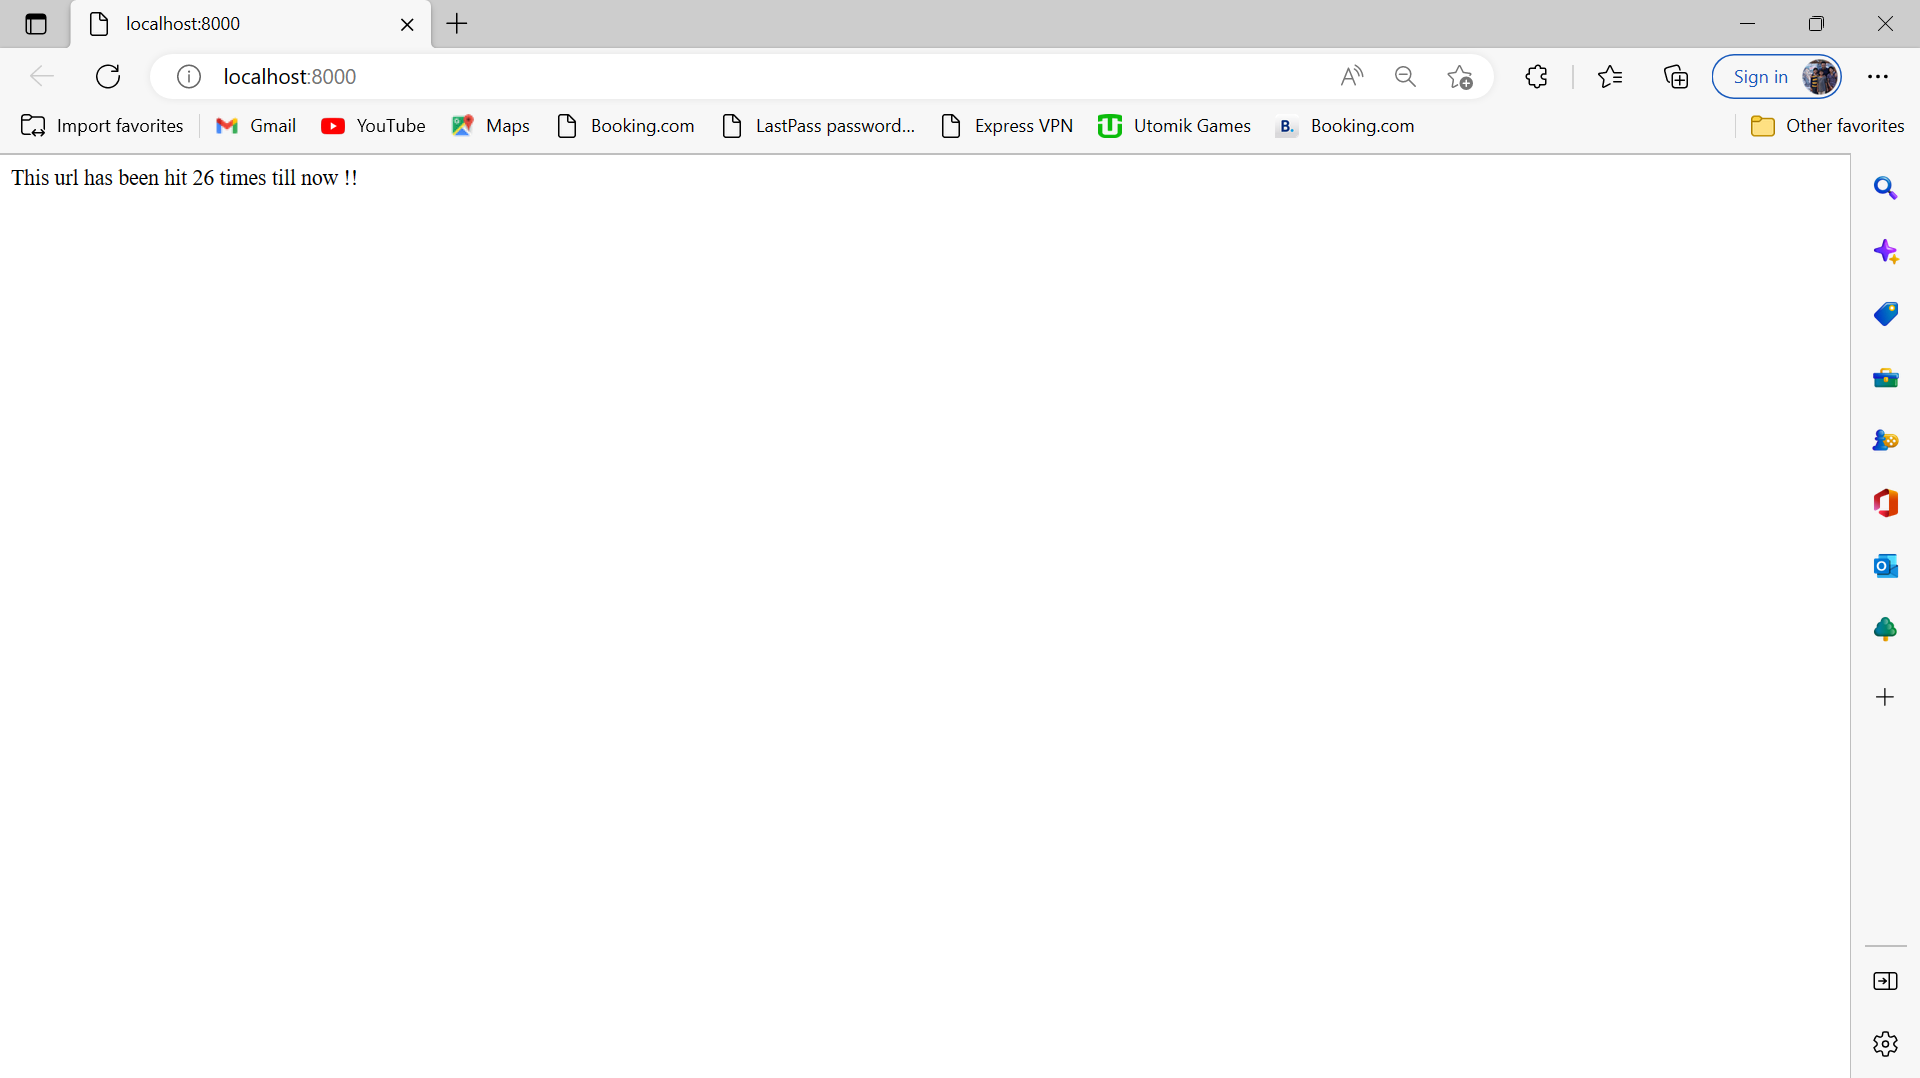 localhost:8000
localhost:8000
Sign in
Import favorites
Gmail
YouTube
Maps
Booking.com
LastPass password...
Express VPN
Utomik Games
B. Booking.com
Other favorites
This url has been hit 26 times till now !!